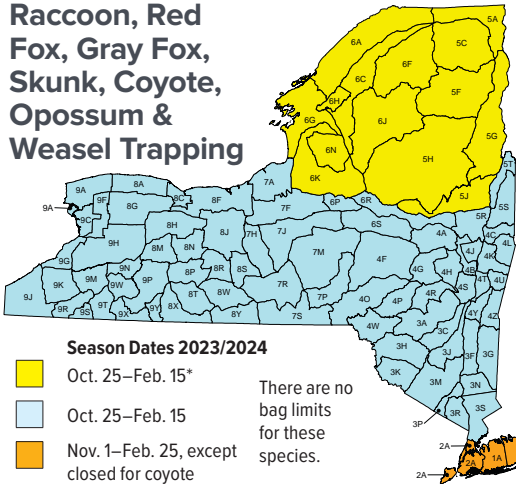 Raccoon, Red
Fox, Gray Fox,
Skunk, Coyote,
Opossum &
Weasel Trapping
5A
6A
5C
6F
6C
5F
6H
6G
6J
5G
6N
5H
6K
5T
7A
5J
9A
8A
9F
8C
8F
7F
6P
6R
5S
9A
8G
5R
9C
8H
8J
7H
7J
6S
4A
4C
4L
9H
8M
8N
7M
4F
4J
9G
9N
8P
8R
8S
4G
4H
4B
9K
9M
9W
9P
7R
4S
4T
4U
9J
8T
8W
7P
4O
4P
4R
9R
9S
9T
9X
9Y
8X
8Y
7S
4Y
4Z
4W
3A
3C
3H
3J
3F
3G
3K
3M
3N
3P
3R
3S
2A
2A
1A
2A
Season Dates 2023/2024
Oct. 25–Feb. 15*
Oct. 25–Feb. 15
Nov. 1–Feb. 25, except
closed for coyote
There are no
bag limits
for these
species.